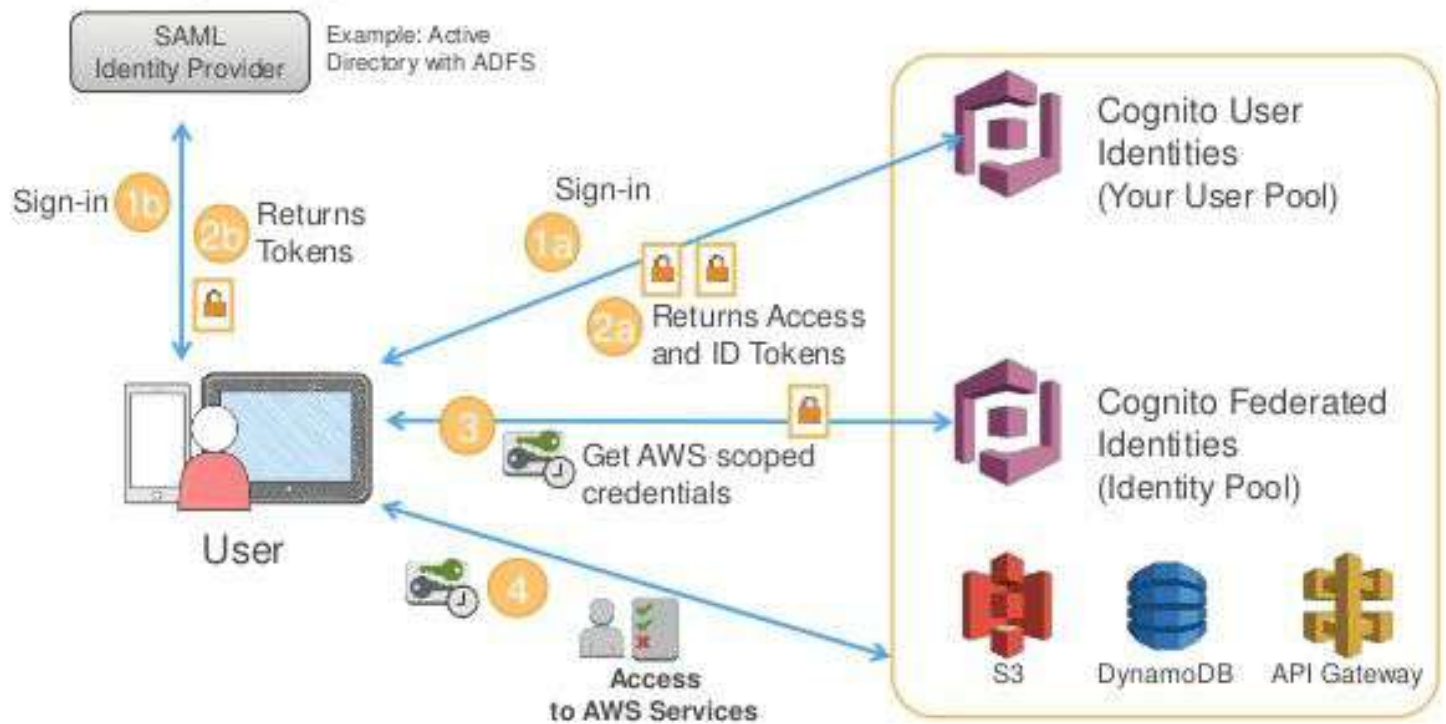 SAML
Identity Provider
Example: Active
Directory with ADFS
Sign-in
1b
2b
Returns
Tokens
Sign-in
1a
2a
Returns Access
and ID Tokens
Cognito User
Identities
(Your User Pool)
3
Get AWS scoped
credentials
Cognito Federated
Identities
(Identity Pool)
User
4
Access
to AWS Services
S3
DynamoDB
API Gateway